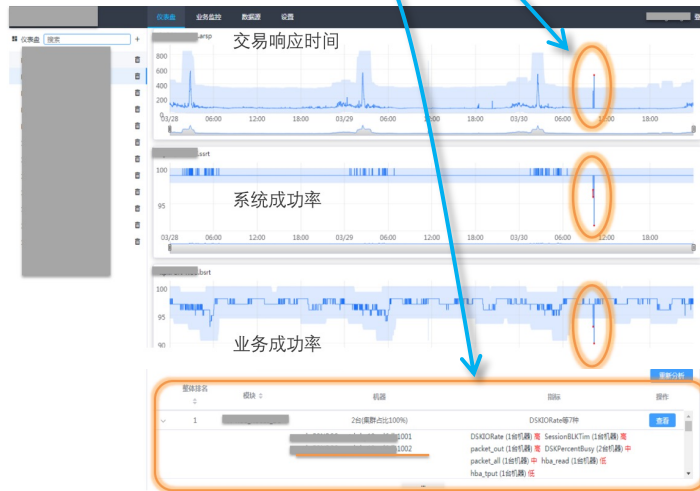 仪表盘 业务监控 数据源 设置
仪表盘 搜索 +
.arsp
交易响应时间
800
600
400
200
0
03/28 06:00 12:00 18:00 03/29 06:00 12:00 18:00 03/30 06:00 12:00 18:00
.ssrt
100
系统成功率
95
03/28 06:00 12:00 18:00 03/29 06:00 12:00 18:00 03/30 06:00 12:00 18:00
.bsrt
100
95
业务成功率
90
重新分析
整体排名 模块 机器 指标 操作
1 2台(集群占比100%) DSKIORate等7种 查看
1001 DSKIORate (1台机器) 高 SessionBLKTim (1台机器) 高
1002 packet_out (1台机器) 高 DSKPercentBusy (2台机器) 中
packet_all (1台机器) 中 hba_read (1台机器) 低
hba_tput (1台机器) 低